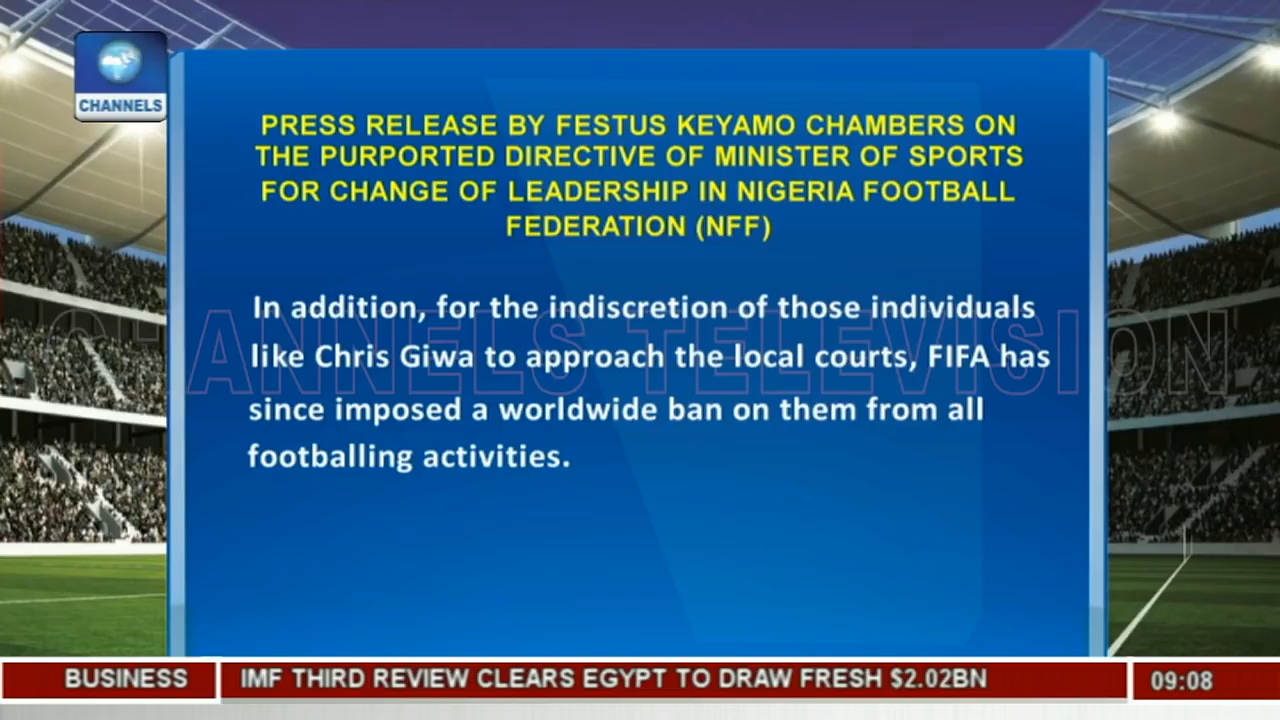 CHANNELS
PRESS RELEASE BY FESTUS KEYAMO CHAMBERS ON
THE PURPORTED DIRECTIVE OF MINISTER OF SPORTS
FOR CHANGE OF LEADERSHIP IN NIGERIA FOOTBALL
FEDERATION (NFF)
In addition, for the indiscretion of those individuals
like Chris Giwa to approach the local courts, FIFA has
since imposed a worldwide ban on them from all
footballing activities.
CHANNELS TELEVISION
BUSINESS
IMF THIRD REVIEW CLEARS EGYPT TO DRAW FRESH $2.02BN
09:08